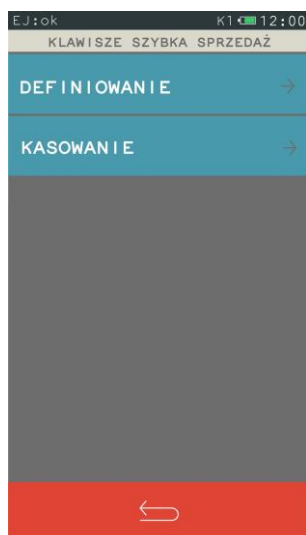 EJ:ok K1 12:00
KLAWISZE SZYBKA SPRZEDAŻ
DEFINIOWANIE
KASOWANIE